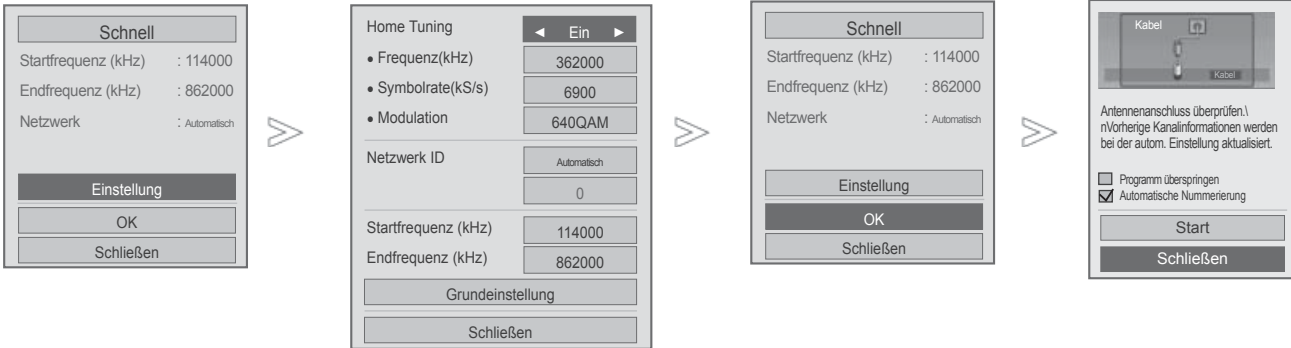 Schnell
Startfrequenz (kHz) : 114000
Endfrequenz (kHz) : 862000
Netzwerk : Automatisch
Einstellung
OK
Schließen
Home Tuning ◄ Ein ►
• Frequenz(kHz) 362000
• Symbolrate(kS/s) 6900
• Modulation 640QAM
Netzwerk ID Automatisch
0
Startfrequenz (kHz) 114000
Endfrequenz (kHz) 862000
Grundeinstellung
Schließen
Schnell
Startfrequenz (kHz) : 114000
Endfrequenz (kHz) : 862000
Netzwerk : Automatisch
Einstellung
OK
Schließen
Kabel
Kabel
Antennenanschluss überprüfen.\
nVorherige Kanalinformationen werden
bei der autom. Einstellung aktualisiert.
Programm überspringen
Automatische Nummerierung
Start
Schließen